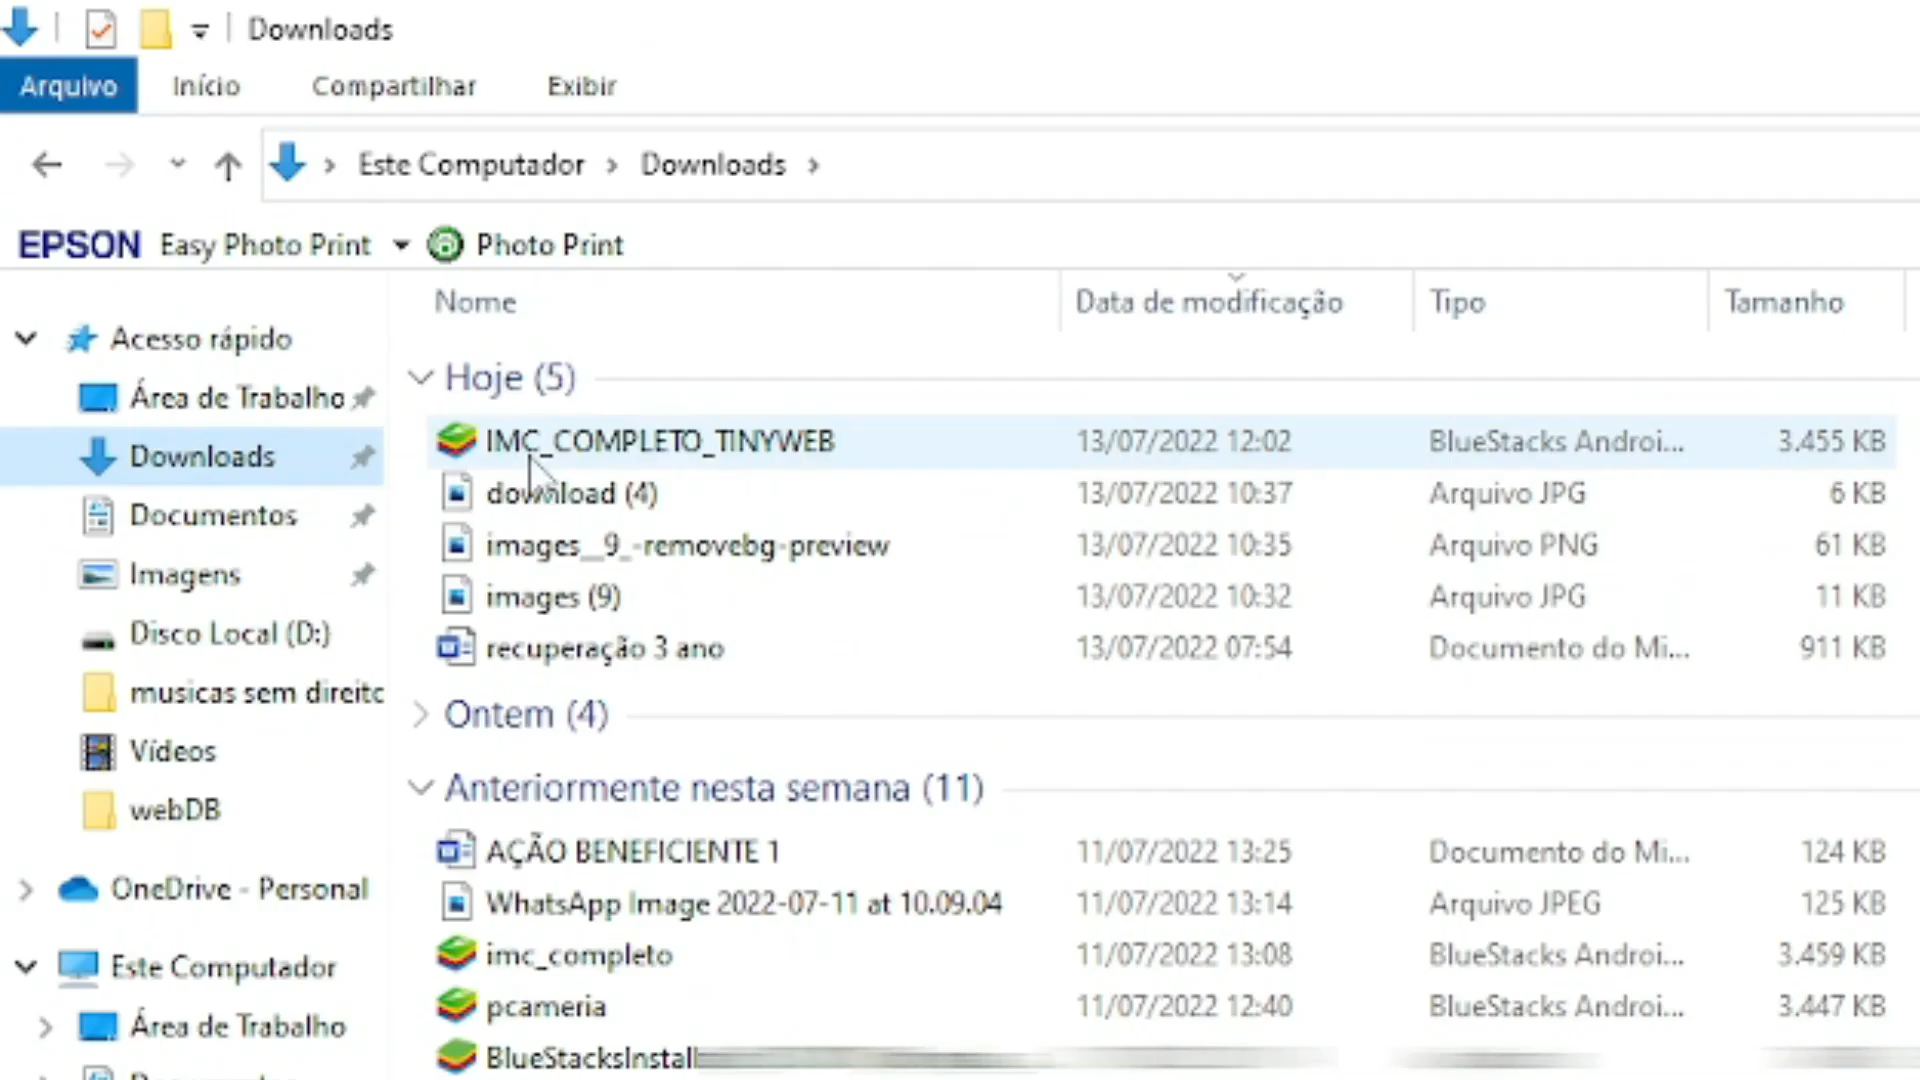 Downloads
Arquivo Início Compartilhar Exibir
Este Computador Downloads
EPSON Easy Photo Print Photo Print
Nome Data de modificação Tipo Tamanho
Acesso rápido
Área de Trabalho
Downloads
Documentos
Imagens
Disco Local (D:)
musicas sem direito
Vídeos
webDB
OneDrive - Personal
Este Computador
Área de Trabalho
Hoje (5)
IMC_COMPLETO_TINYWEB 13/07/2022 12:02 BlueStacks Androi... 3.455 KB
download (4) 13/07/2022 10:37 Arquivo JPG 6 KB
images__9_-removebg-preview 13/07/2022 10:35 Arquivo PNG 61 KB
images (9) 13/07/2022 10:32 Arquivo JPG 11 KB
recuperação 3 ano 13/07/2022 07:54 Documento do Mi... 911 KB
Ontem (4)
Anteriormente nesta semana (11)
AÇÃO BENEFICIENTE 1 11/07/2022 13:25 Documento do Mi... 124 KB
WhatsApp Image 2022-07-11 at 10.09.04 11/07/2022 13:14 Arquivo JPEG 125 KB
imc_completo 11/07/2022 13:08 BlueStacks Androi... 3.459 KB
pcameria 11/07/2022 12:40 BlueStacks Androi... 3.447 KB
BlueStacksInstall